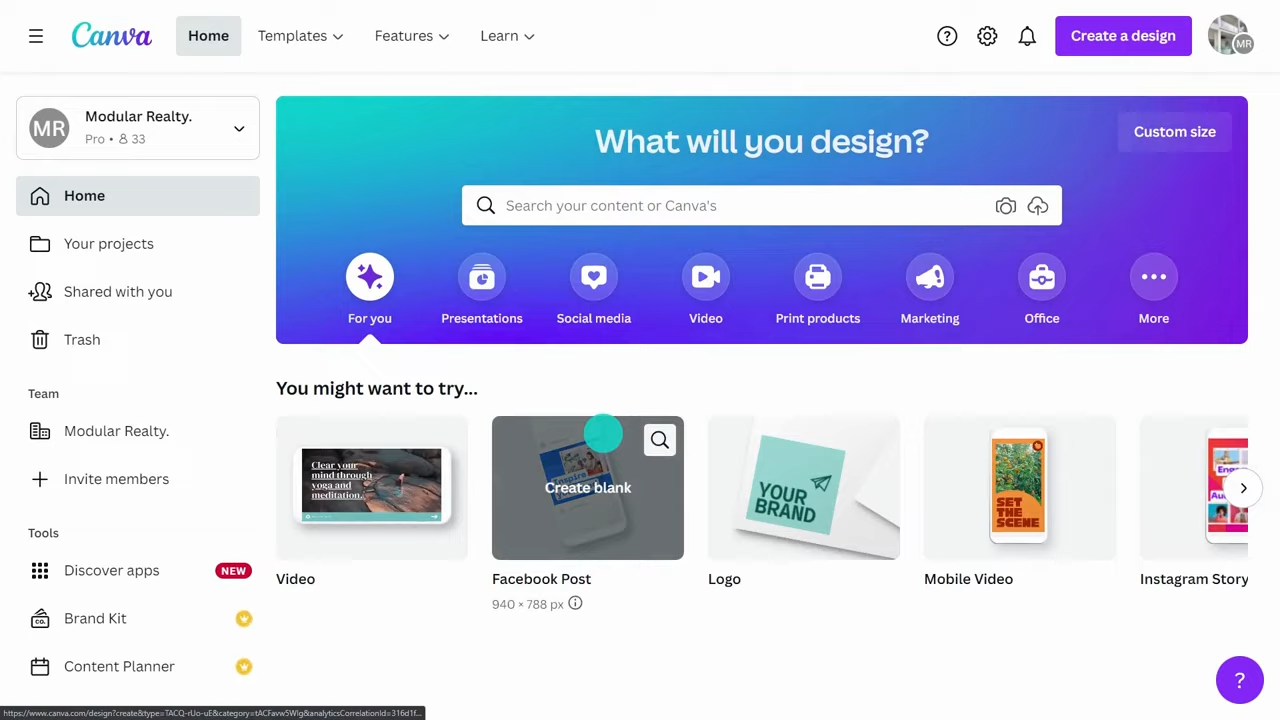 Canva
Home
Templates
Features
Learn
Create a design
MR
MR
Modular Realty.
Pro • 33
Home
Your projects
Shared with you
Trash
Team
Modular Realty.
Invite members
Tools
Discover apps NEW
Brand Kit
Content Planner
What will you design?
Custom size
Search your content or Canva's
For you
Presentations
Social media
Video
Print products
Marketing
Office
More
You might want to try...
Clear your
mind through
yoga and
meditation.
Video
Create blank
Facebook Post
940 × 788 px
YOUR
BRAND
Logo
SET
THE
SCENE
Mobile Video
Instagram Story
?